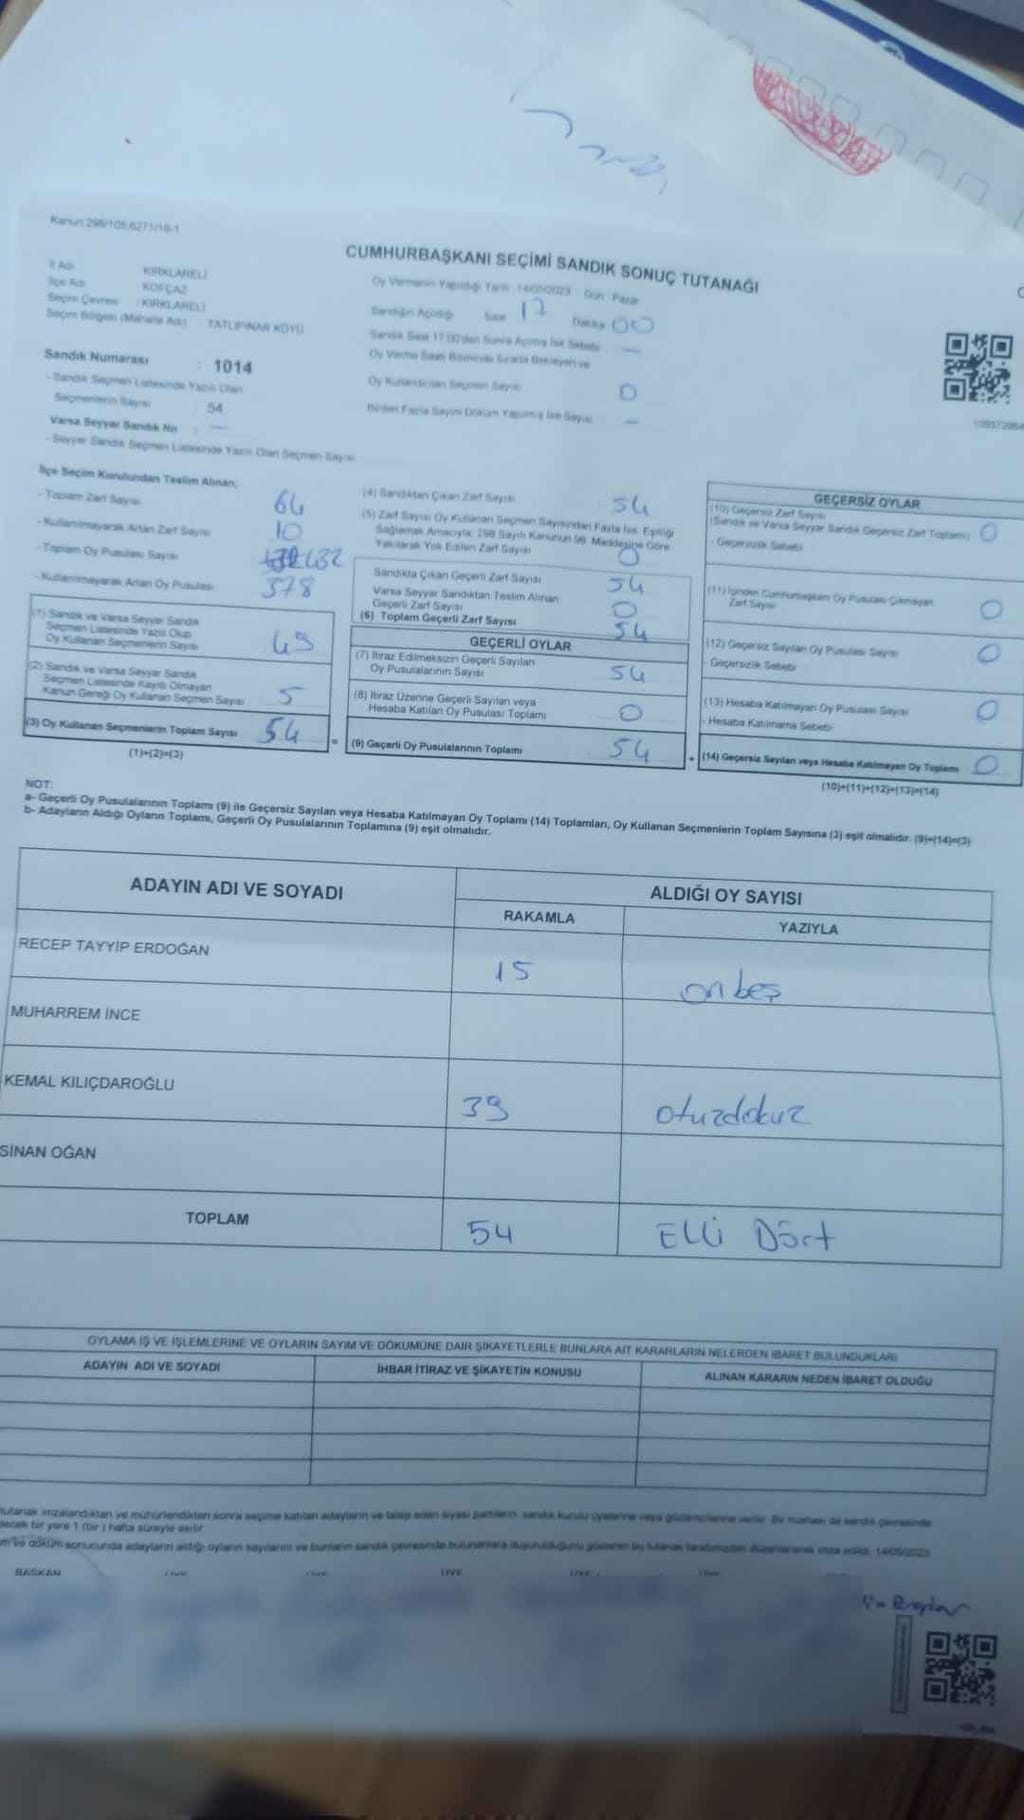 Kanun 298/105,6271/16-1
CUMHURBAŞKANI SEÇİMİ SANDIK SONUÇ TUTANAĞI
İl Adı KIRKLARELİ
İlçe Adı KOFÇAZ
Seçim Çevresi : KIRKLARELİ
Seçim Bölgesi (Mahalle Adı) : TATLIPINAR KÖYÜ
Oy Vermenin Yapıldığı Tarih 14/05/2023 Gün Pazar
Sandığın Açıldığı Saat 17 Dakika 00
Sandık Saat 17:00'den Sonra Açılmış İse Sebebi —
Oy Verme Saati Bitiminde Sırada Bekleyen ve
Oy Kullandırılan Seçmen Sayısı 0
Birden Fazla Sayım Döküm Yapılmış İse Sayısı —
Sandık Numarası : 1014
- Sandık Seçmen Listesinde Yazılı Olan
Seçmenlerin Sayısı 54
Varsa Seyyar Sandık No : —
- Seyyar Sandık Seçmen Listesinde Yazılı Olan Seçmen Sayısı
İlçe Seçim Kurulundan Teslim Alınan;
- Toplam Zarf Sayısı 64
- Kullanılmayarak Artan Zarf Sayısı 10
- Toplam Oy Pusulası Sayısı 432
- Kullanılmayarak Artan Oy Pusulası 378
(1) Sandık ve Varsa Seyyar Sandık
Seçmen Listesinde Yazılı Olup
Oy Kullanan Seçmenlerin Sayısı 49
(2) Sandık ve Varsa Seyyar Sandık
Seçmen Listesinde Kayıtlı Olmayan
Kanun Gereği Oy Kullanan Seçmen Sayısı 5
(3) Oy Kullanan Seçmenlerin Toplam Sayısı 54
(1)+(2)=(3)
(4) Sandıktan Çıkan Zarf Sayısı 54
(5) Zarf Sayısı Oy Kullanan Seçmen Sayısından Fazla İse, Eşitliği
Sağlamak Amacıyla; 298 Sayılı Kanunun 98. Maddesine Göre
Yakılarak Yok Edilen Zarf Sayısı 0
Sandıkta Çıkan Geçerli Zarf Sayısı 54
Varsa Seyyar Sandıktan Teslim Alınan
Geçerli Zarf Sayısı 0
(6) Toplam Geçerli Zarf Sayısı 54
GEÇERLİ OYLAR
(7) İtiraz Edilmeksizin Geçerli Sayılan
Oy Pusulalarının Sayısı 54
(8) İtiraz Üzerine Geçerli Sayılan veya
Hesaba Katılan Oy Pusulası Toplamı 0
= (9) Geçerli Oy Pusulalarının Toplamı 54
GEÇERSİZ OYLAR
(10) Geçersiz Zarf Sayısı
(Sandık ve Varsa Seyyar Sandık Geçersiz Zarf Toplamı) 0
- Geçersizlik Sebebi
(11) İçinden Cumhurbaşkanı Oy Pusulası Çıkmayan
Zarf Sayısı 0
(12) Geçersiz Sayılan Oy Pusulası Sayısı 0
- Geçersizlik Sebebi
(13) Hesaba Katılmayan Oy Pusulası Sayısı 0
- Hesaba Katılmama Sebebi
+ (14) Geçersiz Sayılan veya Hesaba Katılmayan Oy Toplamı 0
(10)+(11)+(12)+(13)=(14)
NOT:
a- Geçerli Oy Pusulalarının Toplamı (9) ile Geçersiz Sayılan veya Hesaba Katılmayan Oy Toplamı (14) Toplamları, Oy Kullanan Seçmenlerin Toplam Sayısına (3) eşit olmalıdır. (9)+(14)=(3)
b- Adayların Aldığı Oyların Toplamı, Geçerli Oy Pusulalarının Toplamına (9) eşit olmalıdır.
ADAYIN ADI VE SOYADI ALDIĞI OY SAYISI
RAKAMLA YAZIYLA
RECEP TAYYİP ERDOĞAN 15 on beş
MUHARREM İNCE
KEMAL KILIÇDAROĞLU 39 otuzdokuz
SİNAN OĞAN
TOPLAM 54 Elli Dört
OYLAMA İŞ VE İŞLEMLERİNE VE OYLARIN SAYIM VE DÖKÜMÜNE DAİR ŞİKAYETLERLE BUNLARA AİT KARARLARIN NELERDEN İBARET BULUNDUKLARI
ADAYIN ADI VE SOYADI İHBAR İTİRAZ VE ŞİKAYETİN KONUSU ALINAN KARARIN NEDEN İBARET OLDUĞU
tutanak imzalandıktan ve mühürlendikten sonra seçime katılan adayların ve talep eden siyasi partilerin sandık kurulu üyelerine veya gözlemcilerine verilir. Bir nüshası da sandık çevresinde
bir yere 1 (bir) hafta süreyle asılır
ve döküm sonucunda adayların aldığı oyların sayılarını ve bunların sandık çevresinde bulunanlara duyurulduğunu gösteren bu tutanak tarafımızdan düzenlenerek imza edildi. 14/05/2023
BAŞKAN ÜYE ÜYE ÜYE ÜYE ÜYE